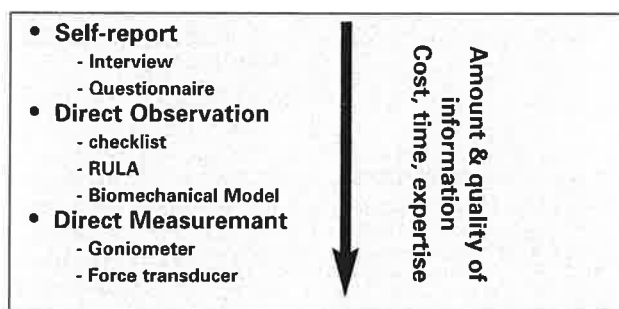 • Self-report
- Interview
- Questionnaire
• Direct Observation
- checklist
- RULA
- Biomechanical Model
• Direct Measuremant
- Goniometer
- Force transducer
Amount & quality of
information
Cost, time, expertise